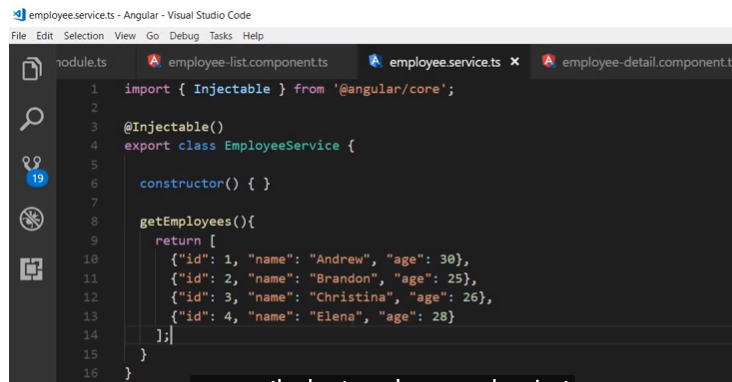 employee.service.ts - Angular - Visual Studio Code
File Edit Selection View Go Debug Tasks Help
nodule.ts employee-list.component.ts employee.service.ts × employee-detail.component.t
1 import { Injectable } from '@angular/core';
2
3 @Injectable()
4 export class EmployeeService {
5
6 constructor() { }
7
8 getEmployees(){
9 return [
10 {"id": 1, "name": "Andrew", "age": 30},
11 {"id": 2, "name": "Brandon", "age": 25},
12 {"id": 3, "name": "Christina", "age": 26},
13 {"id": 4, "name": "Elena", "age": 28}
14 ];
15 }
16 }
19